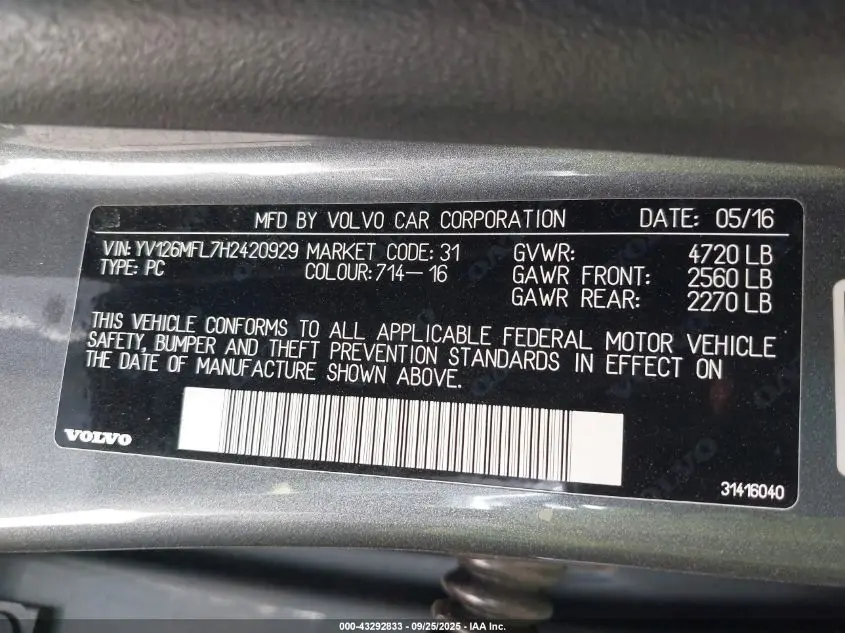 MFD BY VOLVO CAR CORPORATION DATE: 05/16
VIN: YV126MFL7H2420929 MARKET CODE: 31 GVWR: 4720 LB
TYPE: PC COLOUR: 714-16 GAWR FRONT: 2560 LB
GAWR REAR: 2270 LB
THIS VEHICLE CONFORMS TO ALL APPLICABLE FEDERAL MOTOR VEHICLE
SAFETY, BUMPER AND THEFT PREVENTION STANDARDS IN EFFECT ON
THE DATE OF MANUFACTURE SHOWN ABOVE.
VOLVO
31416040
000-43292833 - 09/25/2025 - IAA Inc.